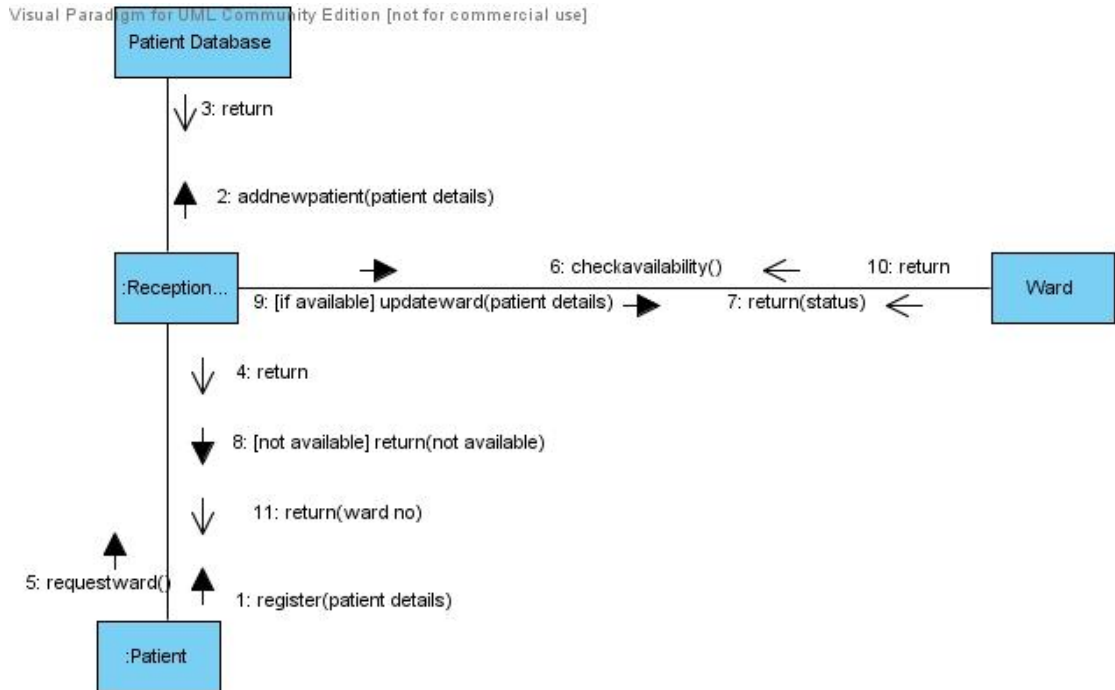 Visual Paradigm for UML Community Edition [not for commercial use]
Patient Database
3: return
2: addnewpatient(patient details)
:Reception...
6: checkavailability()
10: return
Ward
9: [if available] updateward(patient details)
7: return(status)
4: return
8: [not available] return(not available)
11: return(ward no)
5: requestward()
1: register(patient details)
:Patient